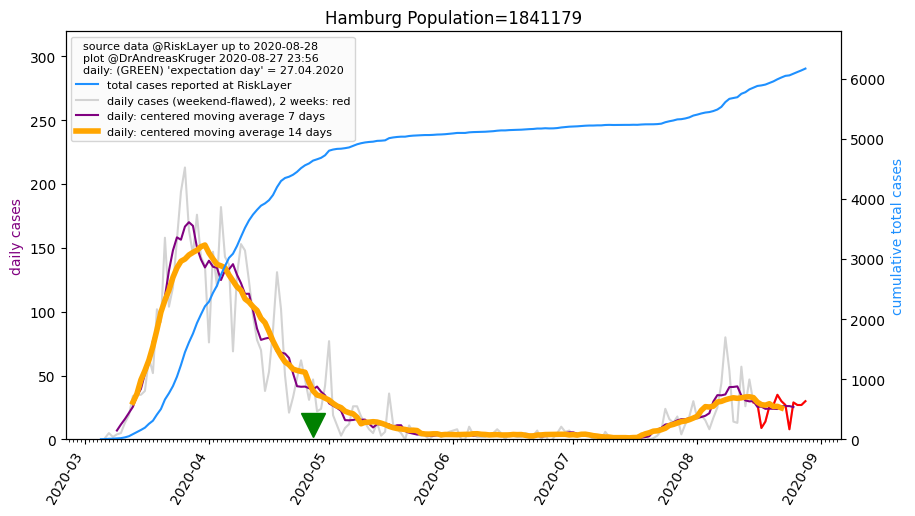 Hamburg Population=1841179
source data @RiskLayer up to 2020-08-28
plot @DrAndreasKruger 2020-08-27 23:56
daily: (GREEN) 'expectation day' = 27.04.2020
total cases reported at RiskLayer
daily cases (weekend-flawed), 2 weeks: red
daily: centered moving average 7 days
daily: centered moving average 14 days
daily cases
300
250
200
150
100
50
0
cumulative total cases
6000
5000
4000
3000
2000
1000
0
2020-03
2020-04
2020-05
2020-06
2020-07
2020-08
2020-09